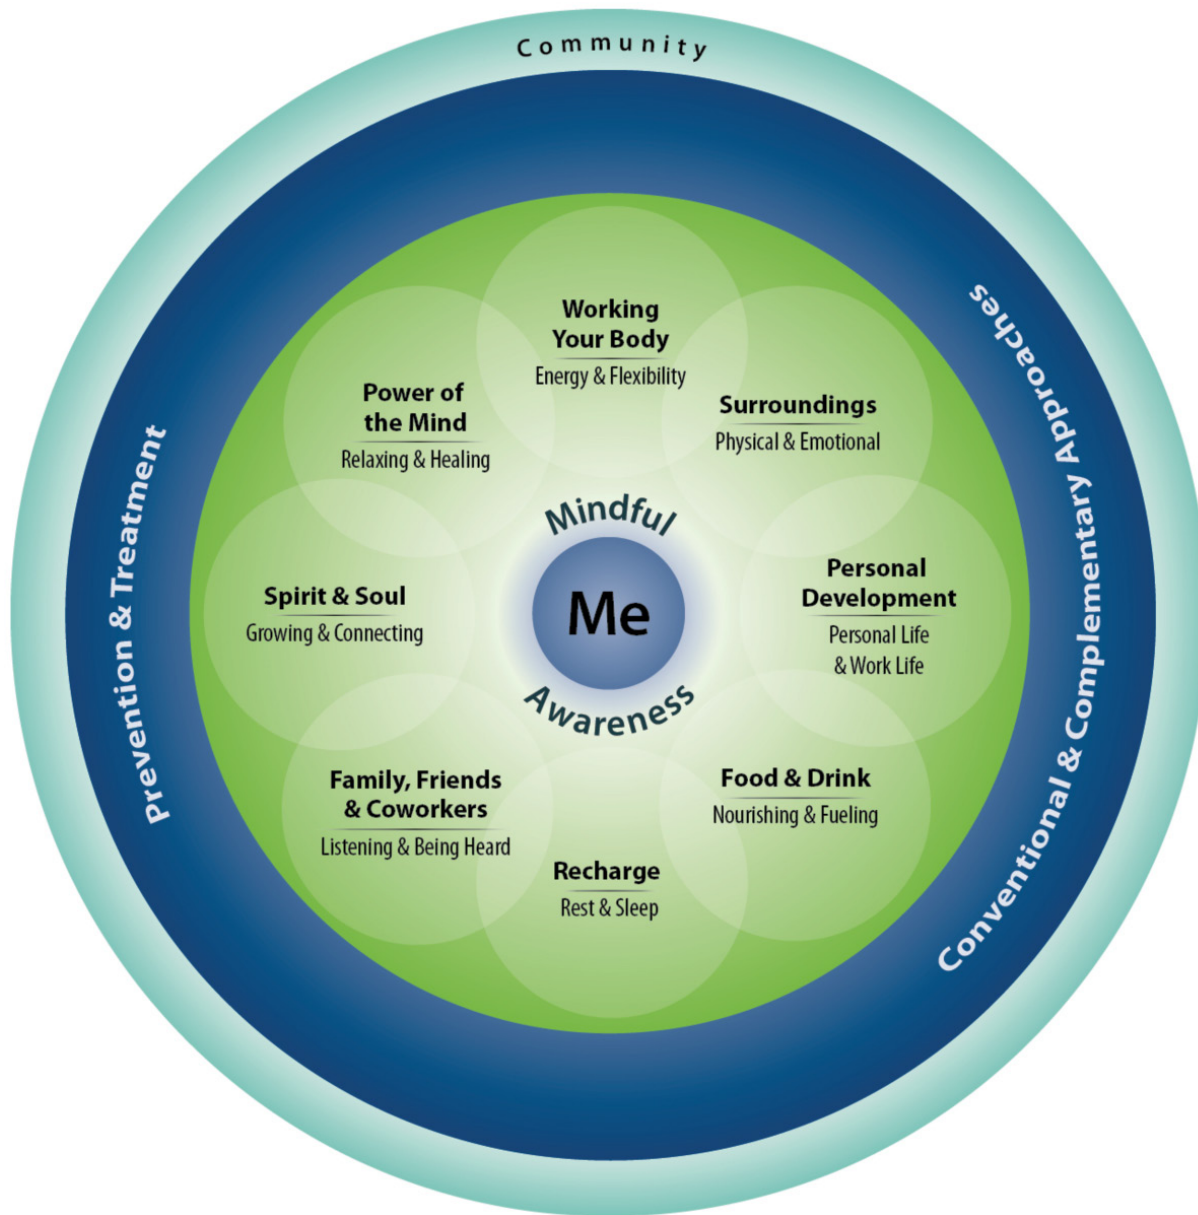 Community
Prevention & Treatment
Conventional & Complementary Approaches
Working
Your Body
Energy & Flexibility
Surroundings
Physical & Emotional
Personal
Development
Personal Life
& Work Life
Food & Drink
Nourishing & Fueling
Recharge
Rest & Sleep
Family, Friends
& Coworkers
Listening & Being Heard
Spirit & Soul
Growing & Connecting
Power of
the Mind
Relaxing & Healing
Mindful
Me
Awareness